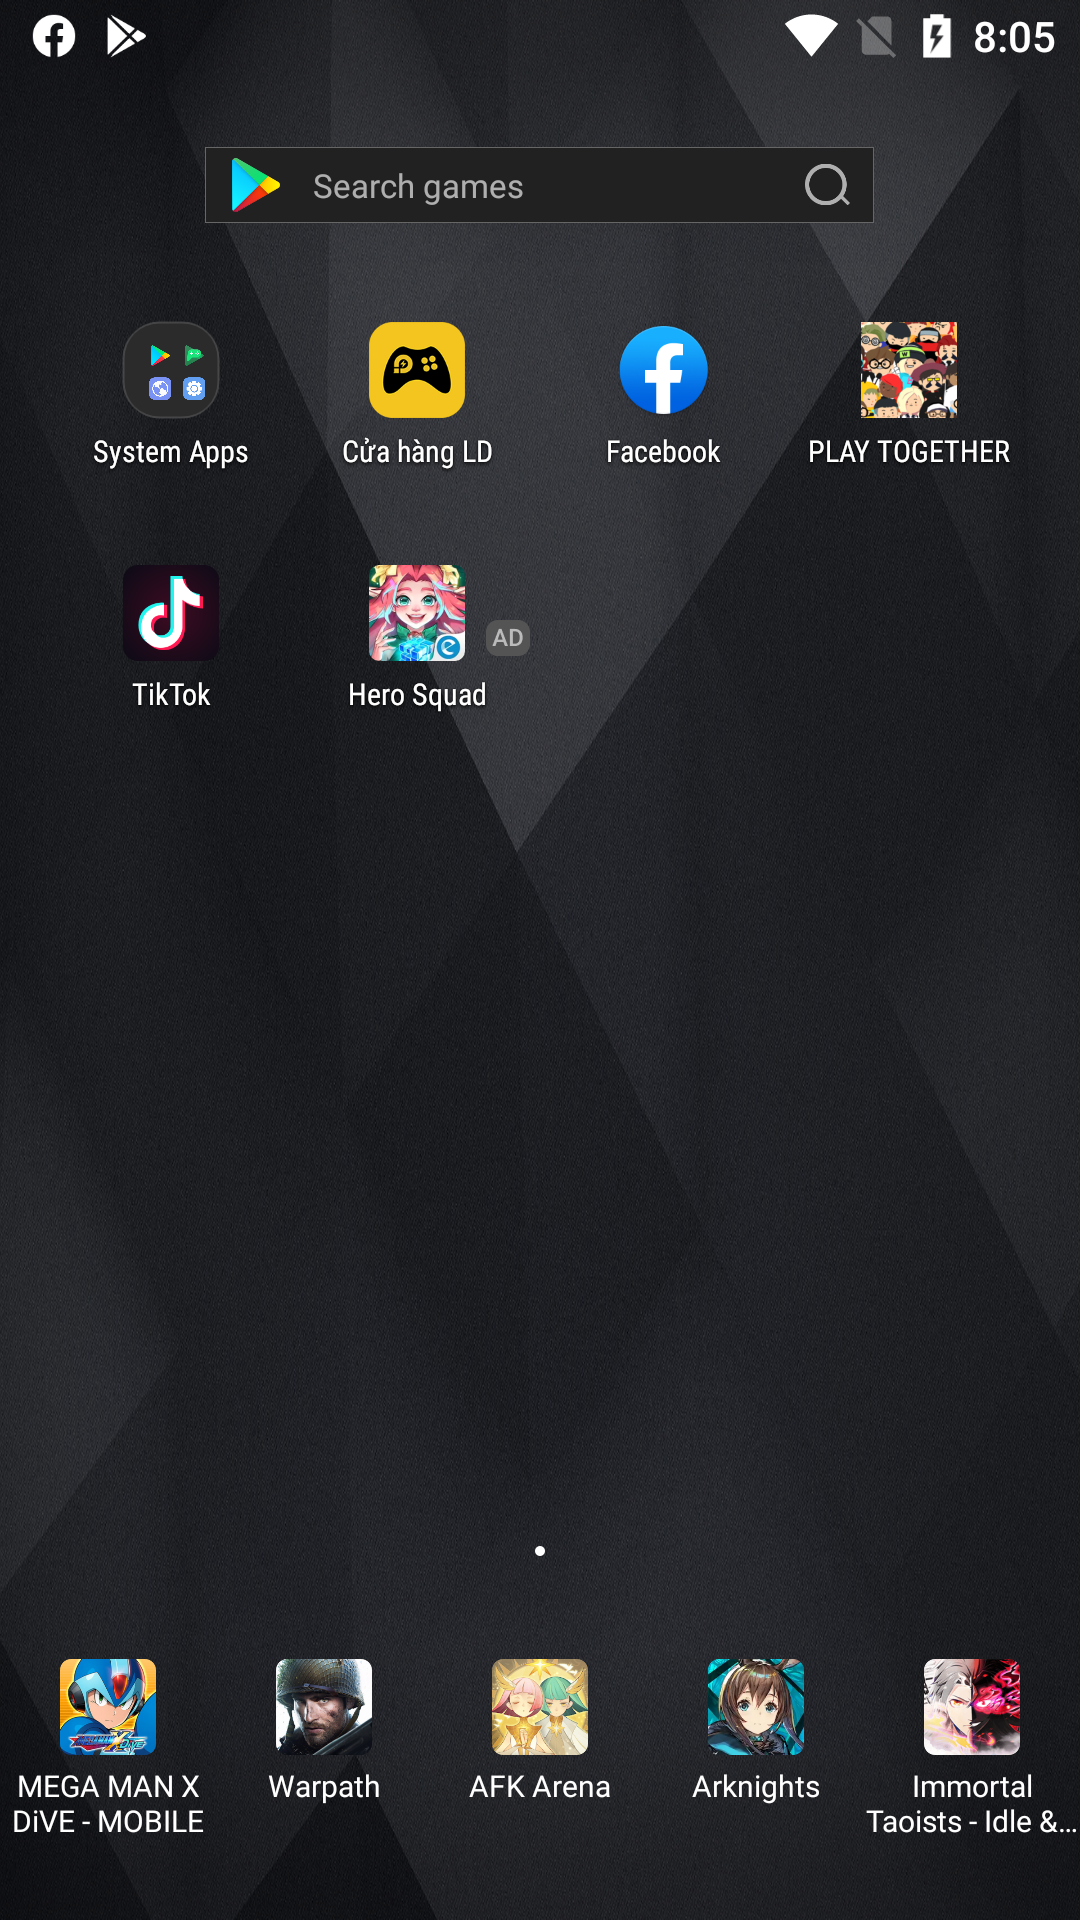 8:05
Search games
System Apps
Cửa hàng LD
Facebook
PLAY TOGETHER
AD
TikTok
Hero Squad
MEGA MAN X
DiVE - MOBILE
Warpath
AFK Arena
Arknights
Immortal
Taoists - Idle &...